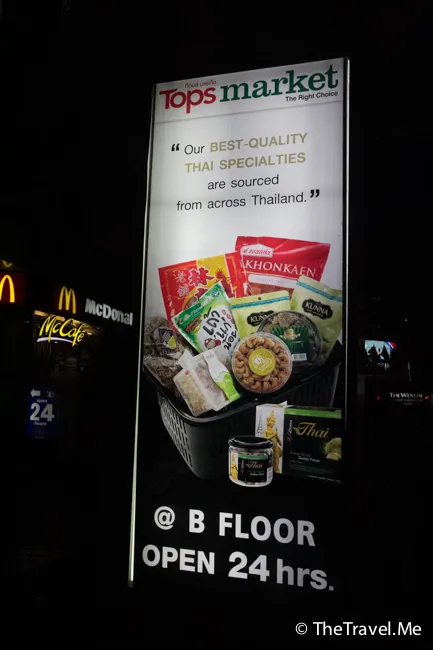 Tops market
The Right Choice
“ Our BEST-QUALITY
THAI SPECIALTIES
are sourced
from across Thailand. ”
KHONKAEN
KUNNA
KUNNA
Thai
@ B FLOOR
OPEN 24 hrs.
McCafé
McDonal
24
THE WESTIN
© TheTravel.Me